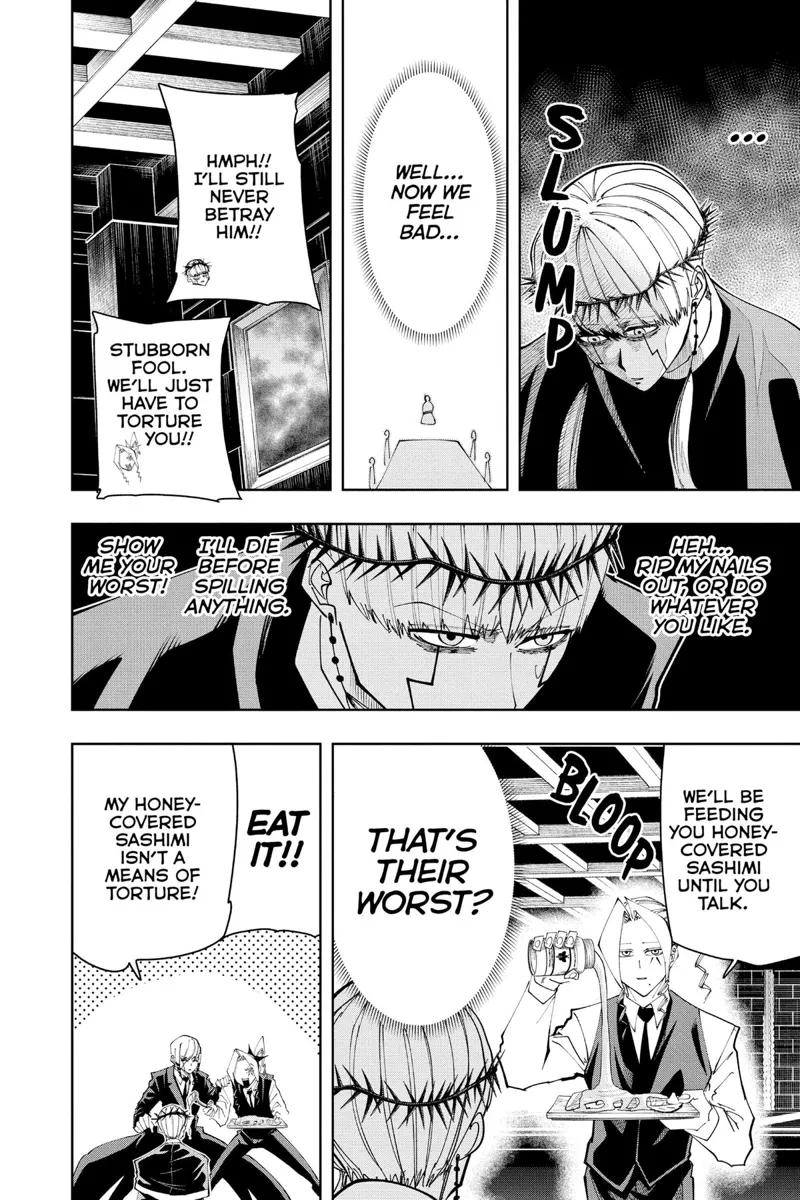 ...
SLUMP
WELL...
NOW WE
FEEL
BAD...
HMPH!!
I'LL STILL
NEVER
BETRAY
HIM!!
STUBBORN
FOOL.
WE'LL JUST
HAVE TO
TORTURE
YOU!!
HEH...
RIP MY NAILS
OUT, OR DO
WHATEVER
YOU LIKE.
I'LL DIE
BEFORE
SPILLING
ANYTHING.
SHOW
ME YOUR
WORST!
WE'LL BE
FEEDING
YOU HONEY-
COVERED
SASHIMI
UNTIL YOU
TALK.
BLOOP
THAT'S
THEIR
WORST?
EAT
IT!!
MY HONEY-
COVERED
SASHIMI
ISN'T A
MEANS OF
TORTURE!